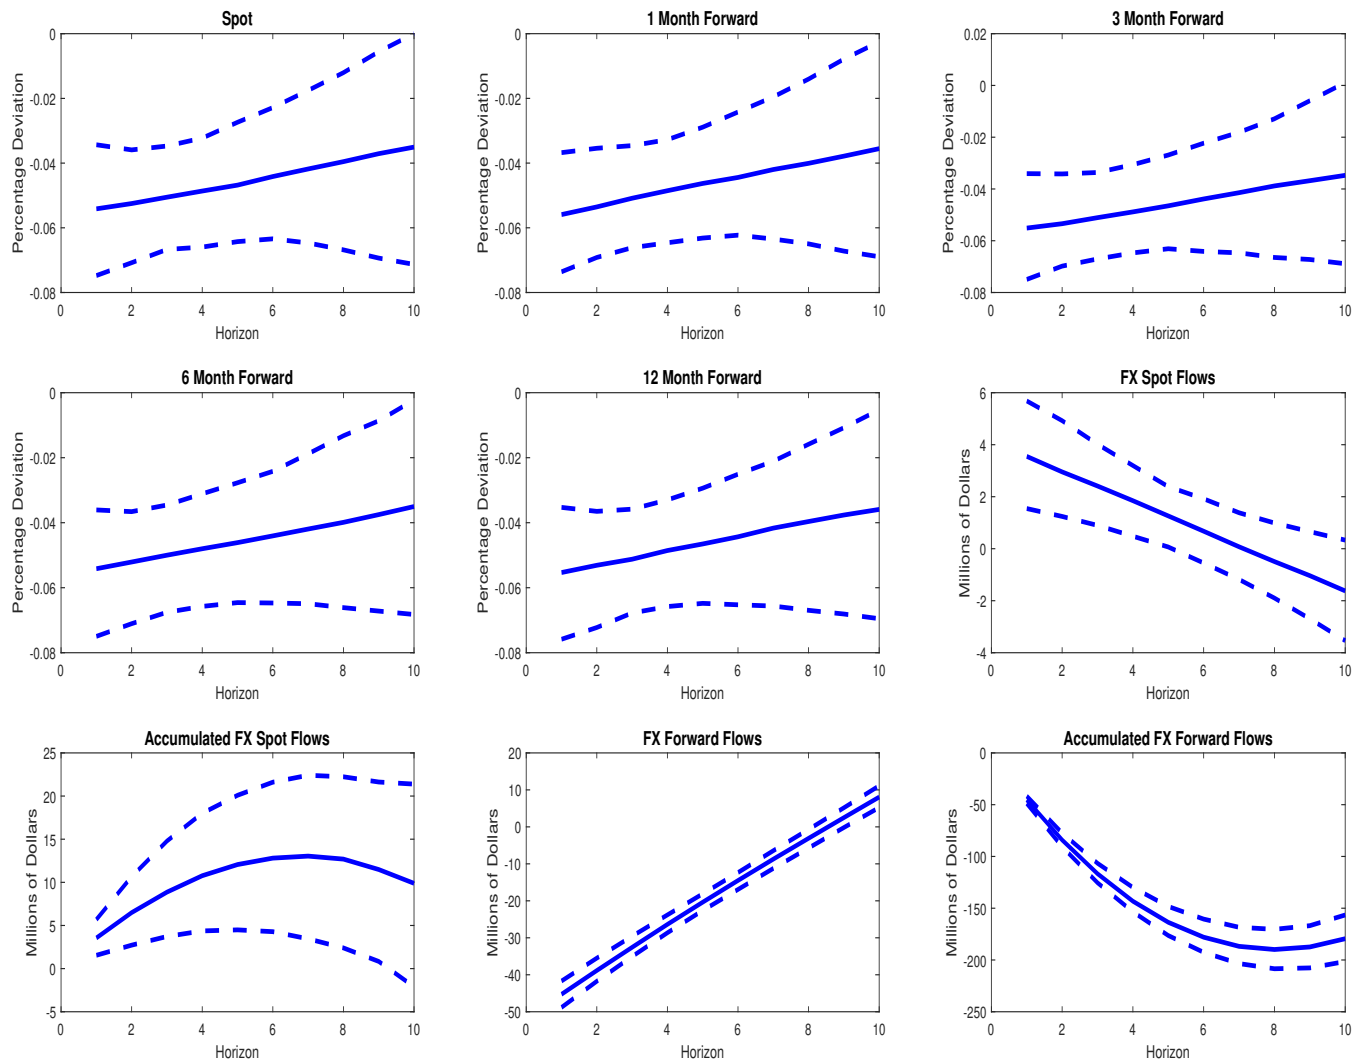 Spot
1 Month Forward
3 Month Forward
Percentage Deviation
0
-0.02
-0.04
-0.06
-0.08
0 2 4 6 8 10
Horizon
Percentage Deviation
0
-0.02
-0.04
-0.06
-0.08
0 2 4 6 8 10
Horizon
Percentage Deviation
0.02
0
-0.02
-0.04
-0.06
-0.08
0 2 4 6 8 10
Horizon
6 Month Forward
12 Month Forward
FX Spot Flows
Percentage Deviation
0
-0.02
-0.04
-0.06
-0.08
0 2 4 6 8 10
Horizon
Percentage Deviation
0
-0.02
-0.04
-0.06
-0.08
0 2 4 6 8 10
Horizon
Millions of Dollars
6
4
2
0
-2
-4
0 2 4 6 8 10
Horizon
Accumulated FX Spot Flows
FX Forward Flows
Accumulated FX Forward Flows
Millions of Dollars
25
20
15
10
5
0
-5
0 2 4 6 8 10
Horizon
Millions of Dollars
20
10
0
-10
-20
-30
-40
-50
0 2 4 6 8 10
Horizon
Millions of Dollars
0
-50
-100
-150
-200
-250
0 2 4 6 8 10
Horizon